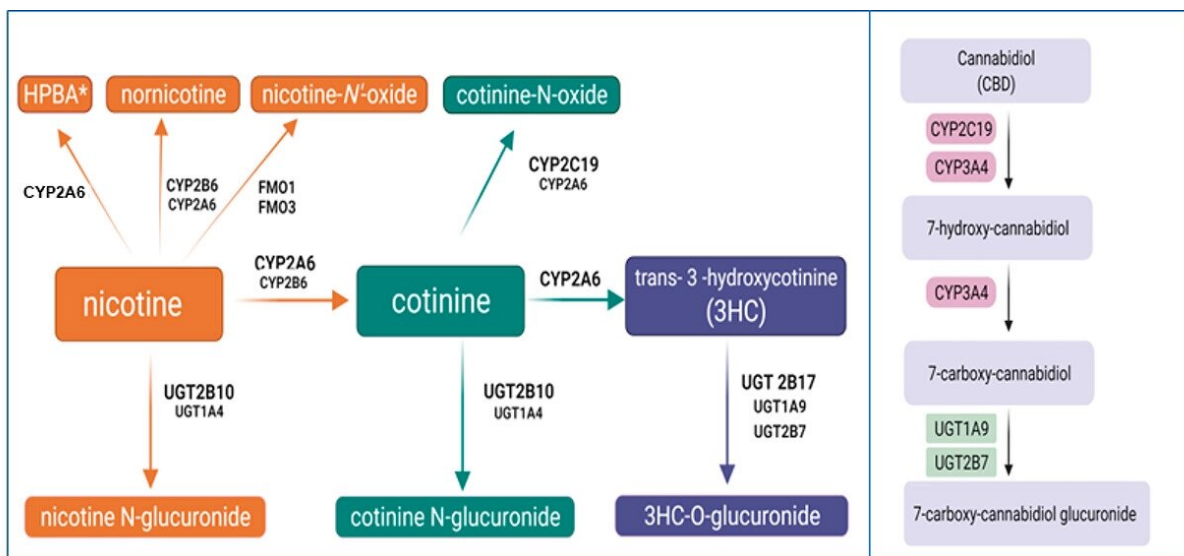 HPBA*
nornicotine
nicotine-N'-oxide
cotinine-N-oxide
CYP2A6
CYP2B6
CYP2A6
FMO1
FMO3
CYP2C19
CYP2A6
nicotine
CYP2A6
CYP2B6
cotinine
CYP2A6
trans- 3 -hydroxycotinine
(3HC)
UGT2B10
UGT1A4
UGT2B10
UGT1A4
UGT 2B17
UGT1A9
UGT2B7
nicotine N-glucuronide
cotinine N-glucuronide
3HC-O-glucuronide
Cannabidiol
(CBD)
CYP2C19
CYP3A4
7-hydroxy-cannabidiol
CYP3A4
7-carboxy-cannabidiol
UGT1A9
UGT2B7
7-carboxy-cannabidiol glucuronide